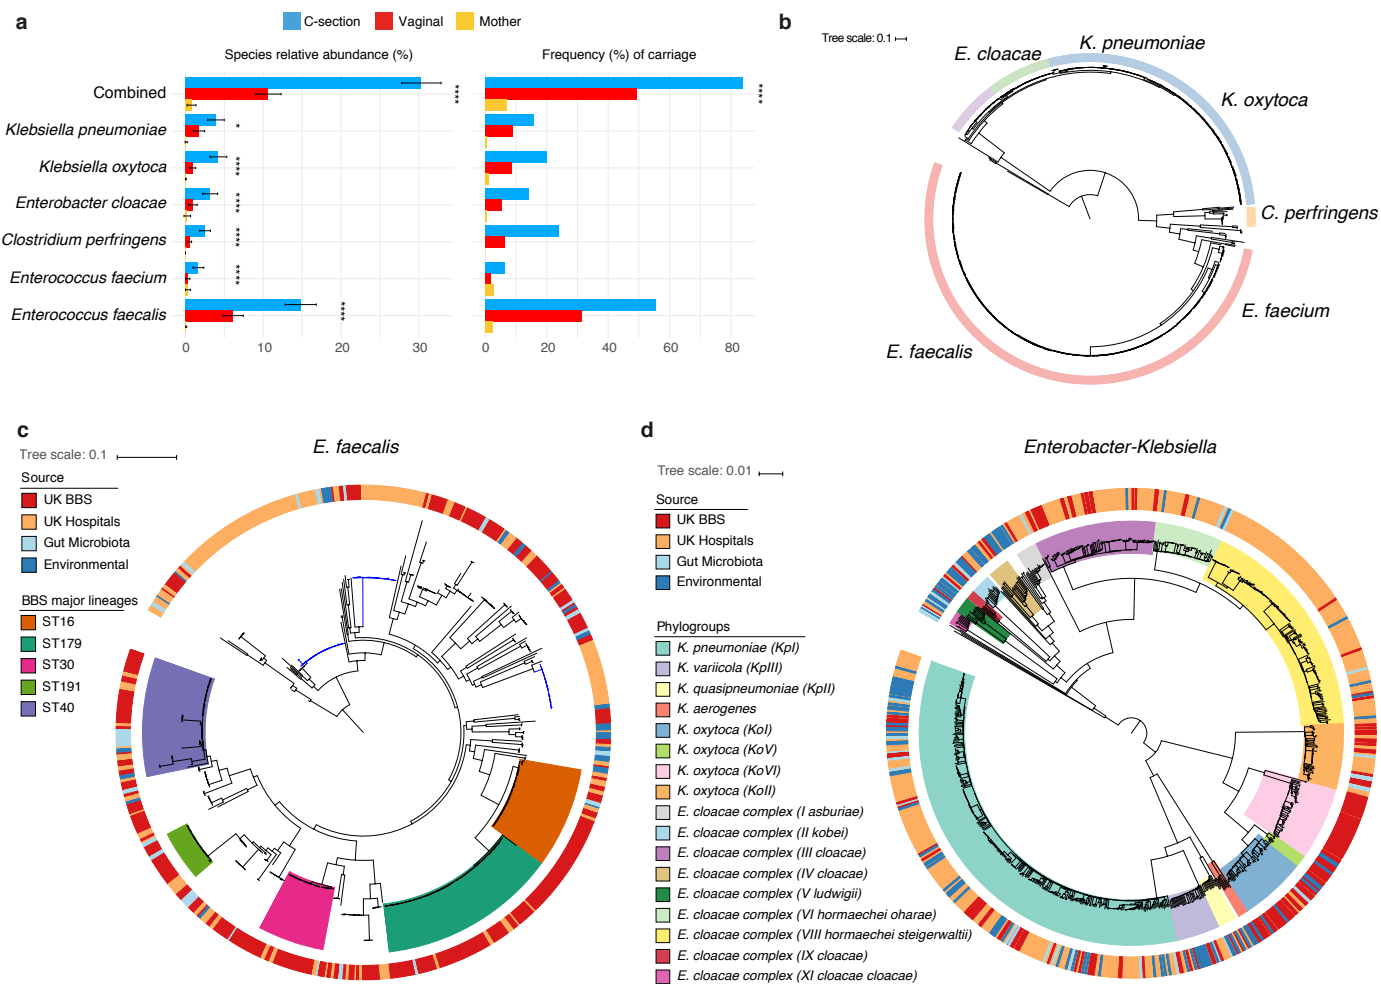 a
C-section
Vaginal
Mother
Species relative abundance (%)
Frequency (%) of carriage
Combined
Klebsiella pneumoniae
Klebsiella oxytoca
Enterobacter cloacae
Clostridium perfringens
Enterococcus faecium
Enterococcus faecalis
****
*
****
****
****
****
****
****
0 10 20 30
0 20 40 60 80
b
Tree scale: 0.1
E. cloacae
K. pneumoniae
K. oxytoca
C. perfringens
E. faecium
E. faecalis
c
E. faecalis
Tree scale: 0.1
Source
UK BBS
UK Hospitals
Gut Microbiota
Environmental
BBS major lineages
ST16
ST179
ST30
ST191
ST40
d
Enterobacter-Klebsiella
Tree scale: 0.01
Source
UK BBS
UK Hospitals
Gut Microbiota
Environmental
Phylogroups
K. pneumoniae (KpI)
K. variicola (KpIII)
K. quasipneumoniae (KpII)
K. aerogenes
K. oxytoca (KoI)
K. oxytoca (KoV)
K. oxytoca (KoVI)
K. oxytoca (KoII)
E. cloacae complex (I asburiae)
E. cloacae complex (II kobei)
E. cloacae complex (III cloacae)
E. cloacae complex (IV cloacae)
E. cloacae complex (V ludwigii)
E. cloacae complex (VI hormaechei oharae)
E. cloacae complex (VIII hormaechei steigerwaltii)
E. cloacae complex (IX cloacae)
E. cloacae complex (XI cloacae cloacae)